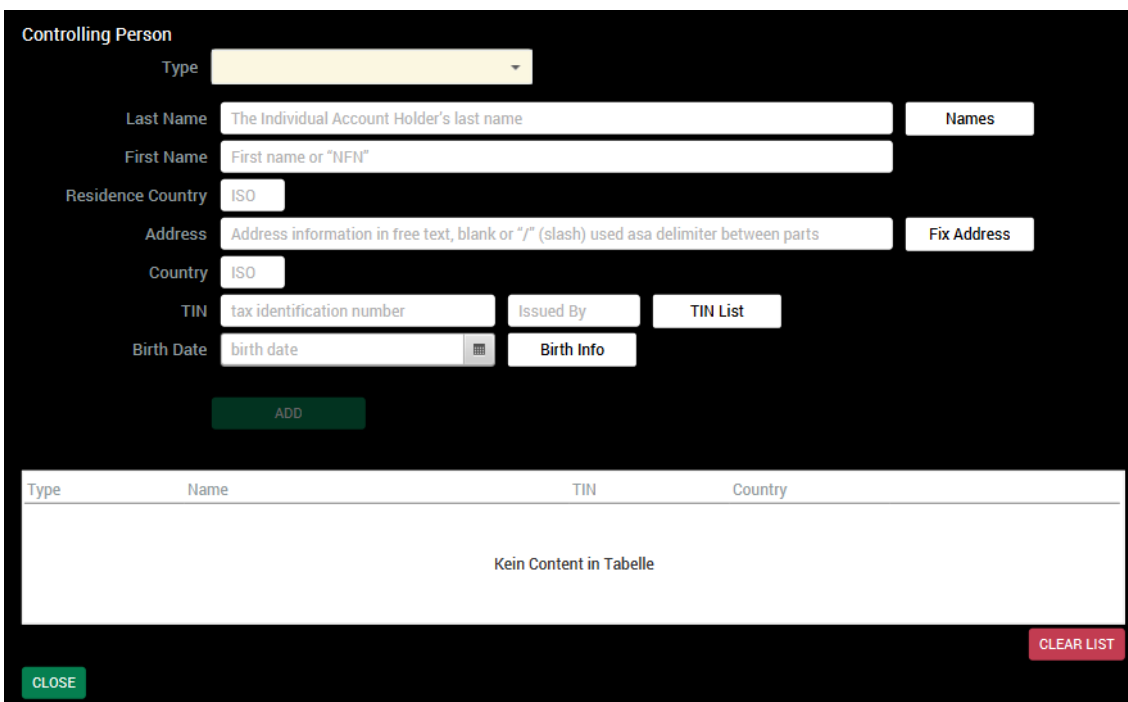 Controlling Person
Type
Last Name The Individual Account Holder's last name Names
First Name First name or “NFN”
Residence Country ISO
Address Address information in free text, blank or “/” (slash) used asa delimiter between parts Fix Address
Country ISO
TIN tax identification number Issued By TIN List
Birth Date birth date Birth Info
ADD
Type Name TIN Country
Kein Content in Tabelle
CLEAR LIST
CLOSE